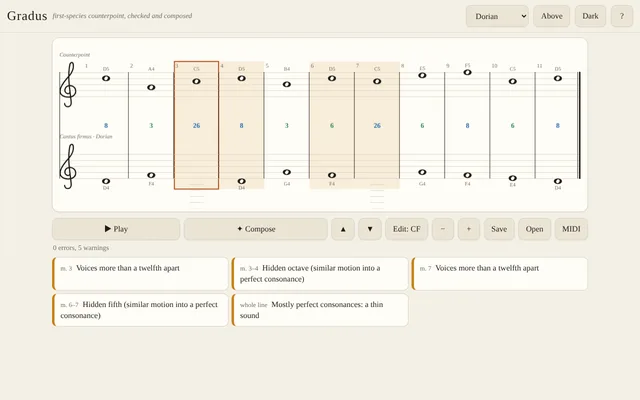 Gradus first-species counterpoint, checked and composed Dorian Above Dark ?
Counterpoint
1 2 3 4 5 6 7 8 9 10 11
D5 A4 C5 D5 B4 D5 C5 E5 F5 C5 D5
8 3 26 8 3 6 26 6 8 6 8
Cantus firmus · Dorian
D4 F4 D4 G4 F4 G4 F4 E4 D4
▶ Play ✦ Compose ▲ ▼ Edit: CF − + Save Open MIDI
0 errors, 5 warnings
m. 3 Voices more than a twelfth apart
m. 3–4 Hidden octave (similar motion into a
perfect consonance)
m. 7 Voices more than a twelfth apart
m. 6–7 Hidden fifth (similar motion into a perfect
consonance)
whole line Mostly perfect consonances: a thin
sound